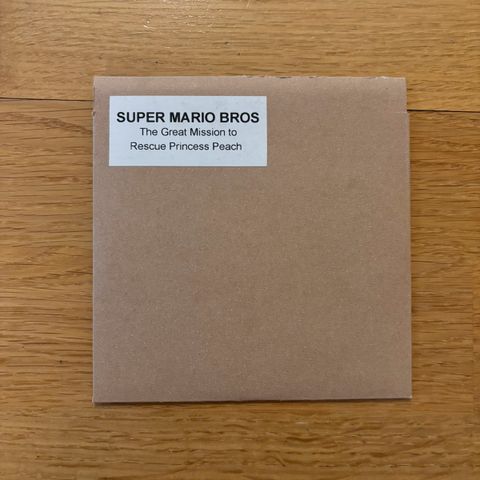 SUPER MARIO BROS
The Great Mission to
Rescue Princess Peach